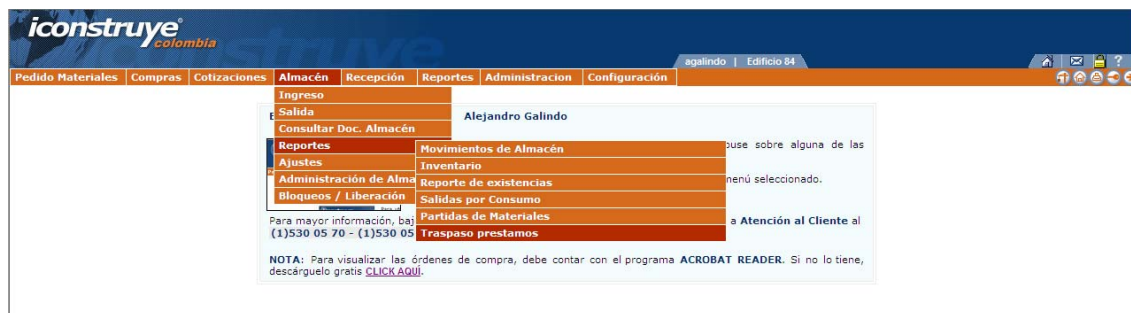 iconstruye
colombia
agalindo | Edificio 84
Pedido Materiales Compras Cotizaciones Almacén Recepción Reportes Administracion Configuración
Ingreso
Salida
Alejandro Galindo
Consultar Doc. Almacén
Reportes
Movimientos de Almacén
use sobre alguna de las
Ajustes
Inventario
Administración de Alma
Reporte de existencias
menú seleccionado.
Bloqueos / Liberación
Salidas por Consumo
Para mayor información, baj
Partidas de Materiales
a Atención al Cliente al
(1)530 05 70 - (1)530 05
Traspaso prestamos
NOTA: Para visualizar las órdenes de compra, debe contar con el programa ACROBAT READER. Si no lo tiene,
descárguelo gratis CLICK AQUÍ.